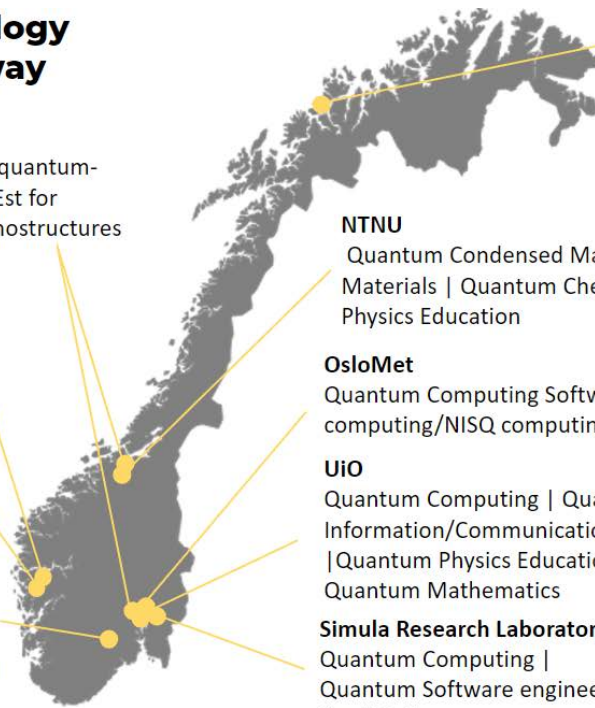 logy
way
quantum-
Est for
nostructures
NTNU
Quantum Condensed Ma
Materials | Quantum Che
Physics Education
OsloMet
Quantum Computing Softw
computing/NISQ computin
UiO
Quantum Computing | Qua
Information/Communicatio
|Quantum Physics Educatio
Quantum Mathematics
Simula Research Laborator
Quantum Computing |
Quantum Software enginee